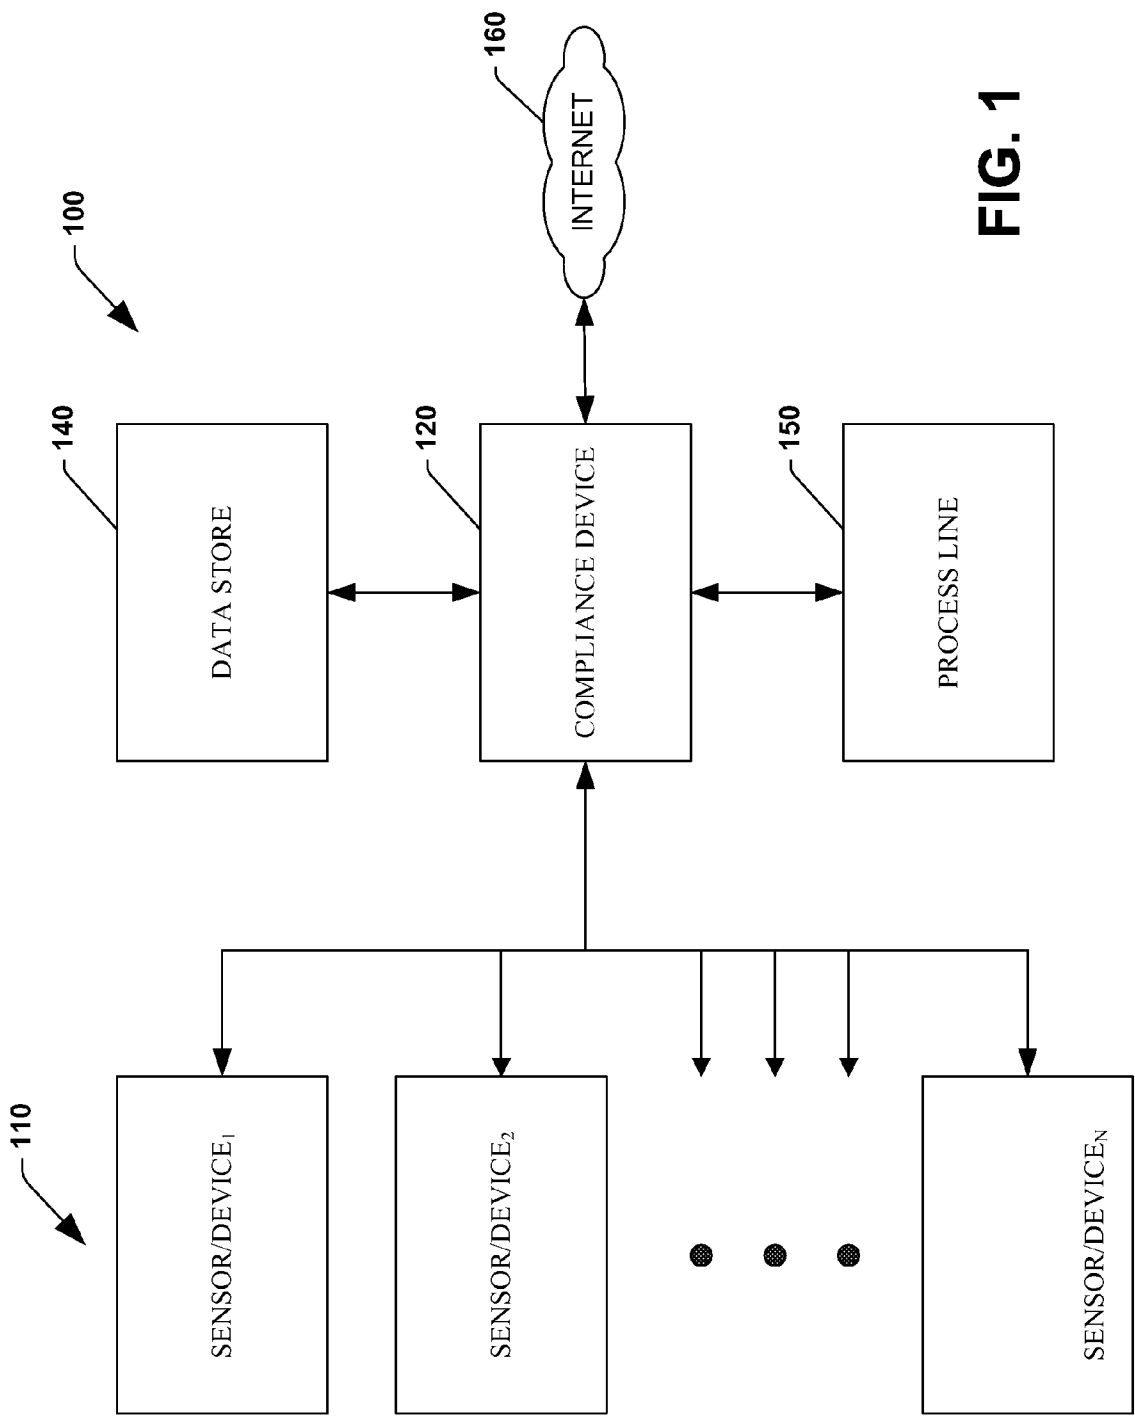 100
110
SENSOR/DEVICE1
140
DATA STORE
SENSOR/DEVICE2
120
COMPLIANCE DEVICE
160
INTERNET
150
PROCESS LINE
SENSOR/DEVICEN
FIG. 1